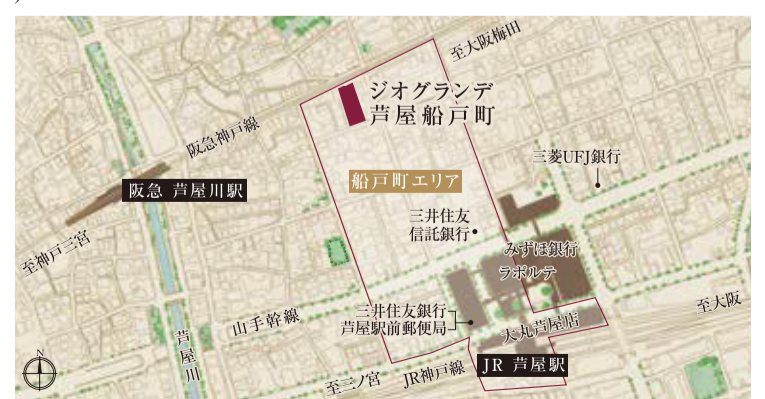 至大阪梅田
ジオグランデ
芦屋船戸町
阪急神戸線
三菱UFJ銀行
船戸町エリア
阪急 芦屋川駅
三井住友
信託銀行
みずほ銀行
至神戸三宮
ラポルテ
三井住友銀行
芦屋駅前郵便局
山手幹線
大丸芦屋店
至大阪
芦屋川
JR 芦屋駅
JR神戸線
至三ノ宮
N